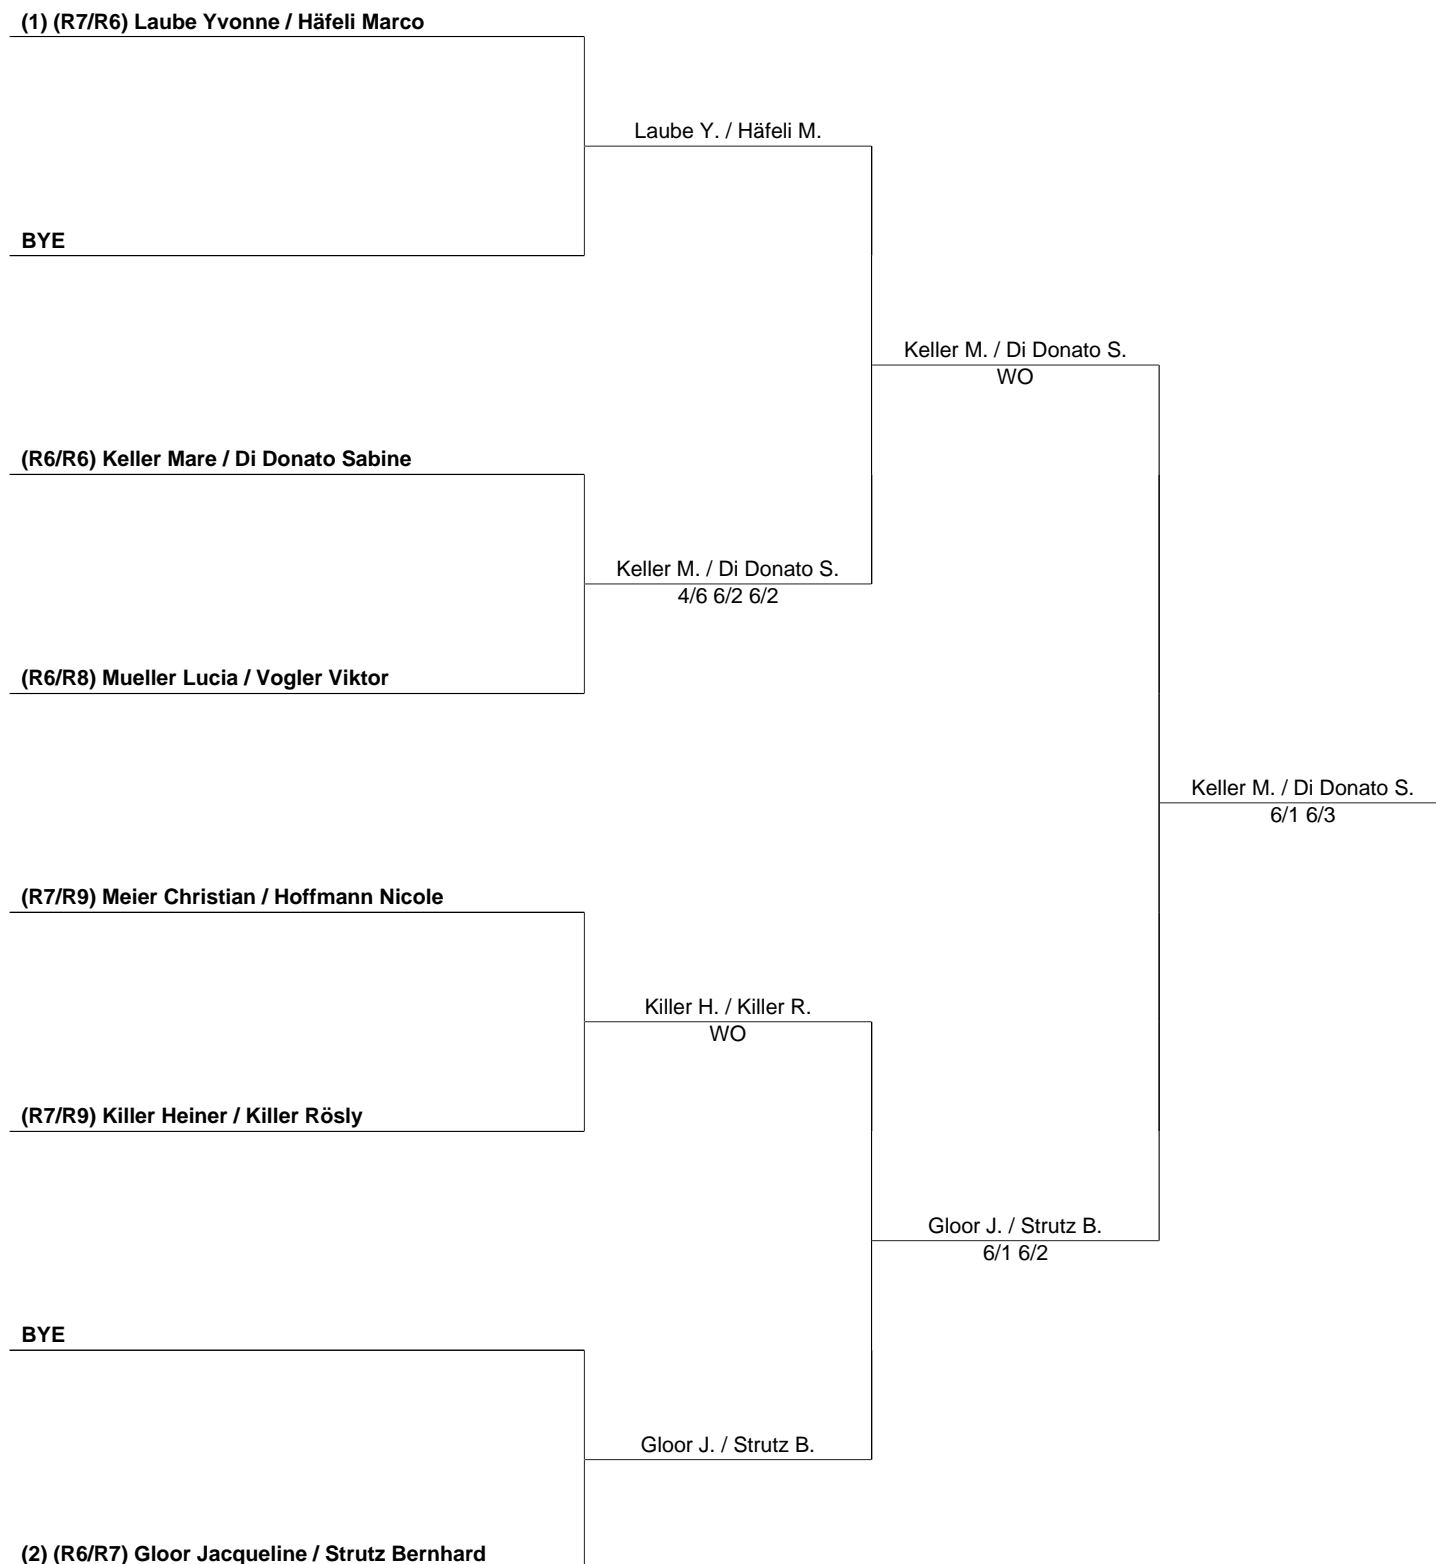 (1) (R7/R6) Laube Yvonne / Häfeli Marco
Laube Y. / Häfeli M.
BYE
Keller M. / Di Donato S.
WO
(R6/R6) Keller Mare / Di Donato Sabine
Keller M. / Di Donato S.
4/6 6/2 6/2
(R6/R8) Mueller Lucia / Vogler Viktor
Keller M. / Di Donato S.
6/1 6/3
(R7/R9) Meier Christian / Hoffmann Nicole
Killer H. / Killer R.
WO
(R7/R9) Killer Heiner / Killer Rösly
Gloor J. / Strutz B.
6/1 6/2
BYE
Gloor J. / Strutz B.
(2) (R6/R7) Gloor Jacqueline / Strutz Bernhard